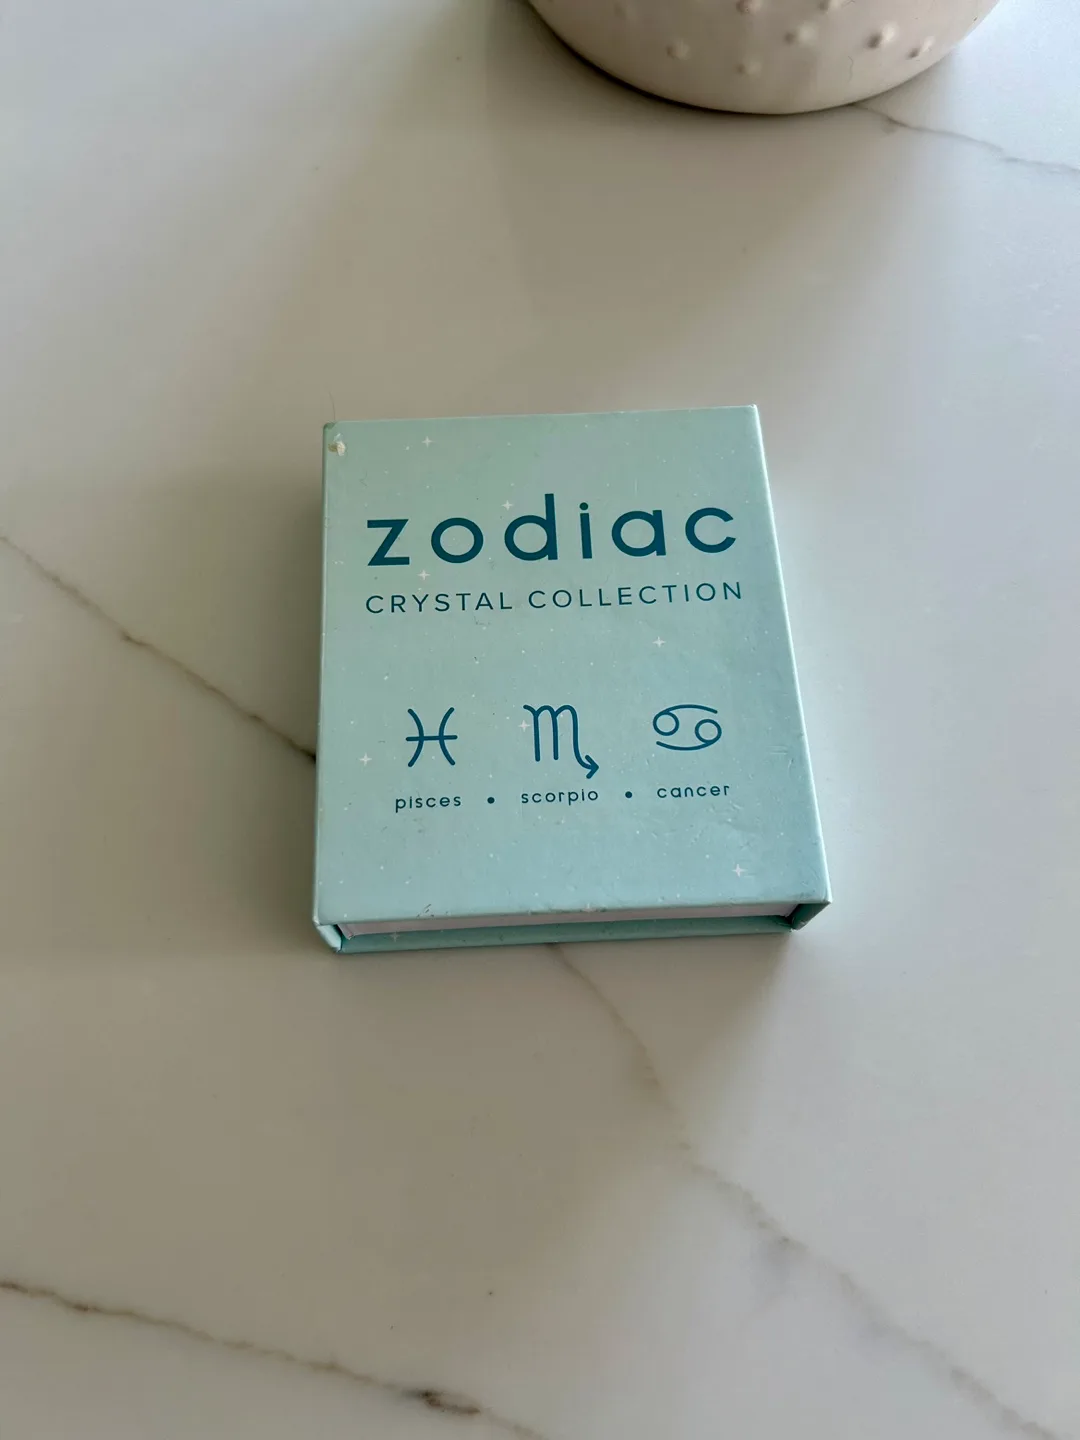 zodiac
CRYSTAL COLLECTION
pisces • scorpio • cancer